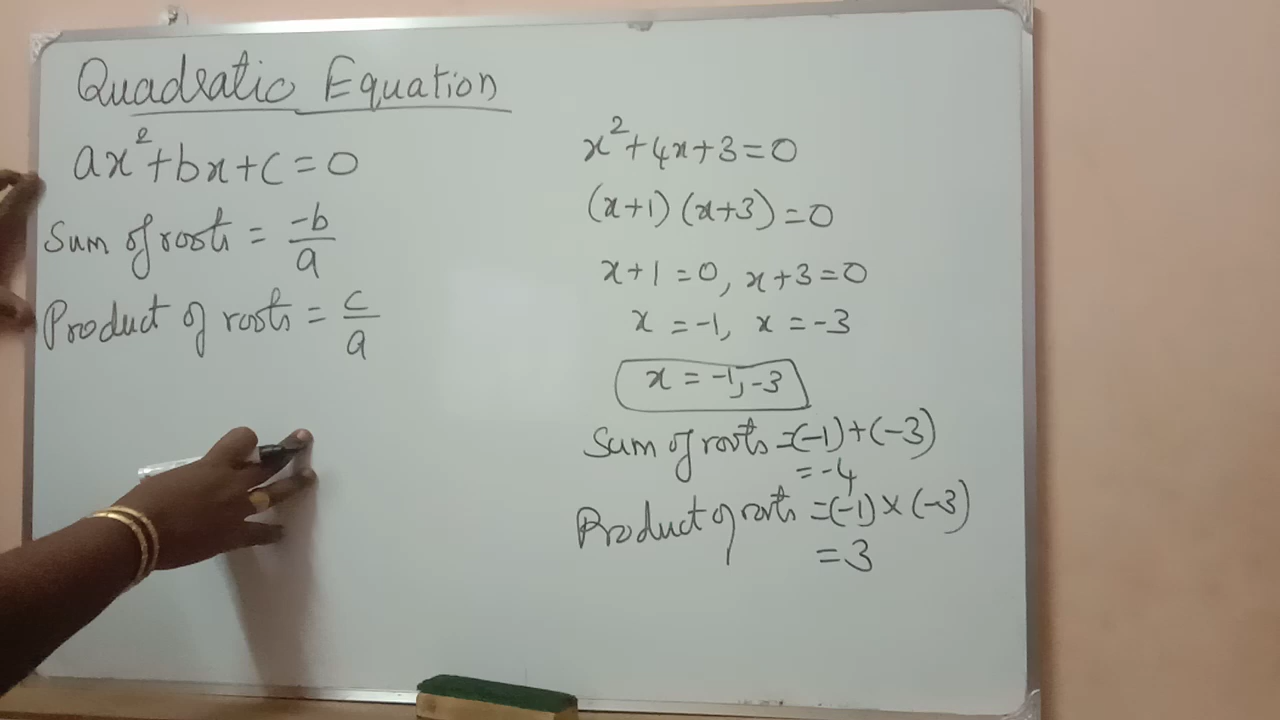 Quadratic Equation
ax²+bx+c=0
Sum of roots = -b/a
Product of roots = c/a
x²+4x+3=0
(x+1)(x+3)=0
x+1=0, x+3=0
x=-1, x=-3
x=-1,-3
Sum of roots =(-1)+(-3)
=-4
Product of roots =(-1)×(-3)
=3